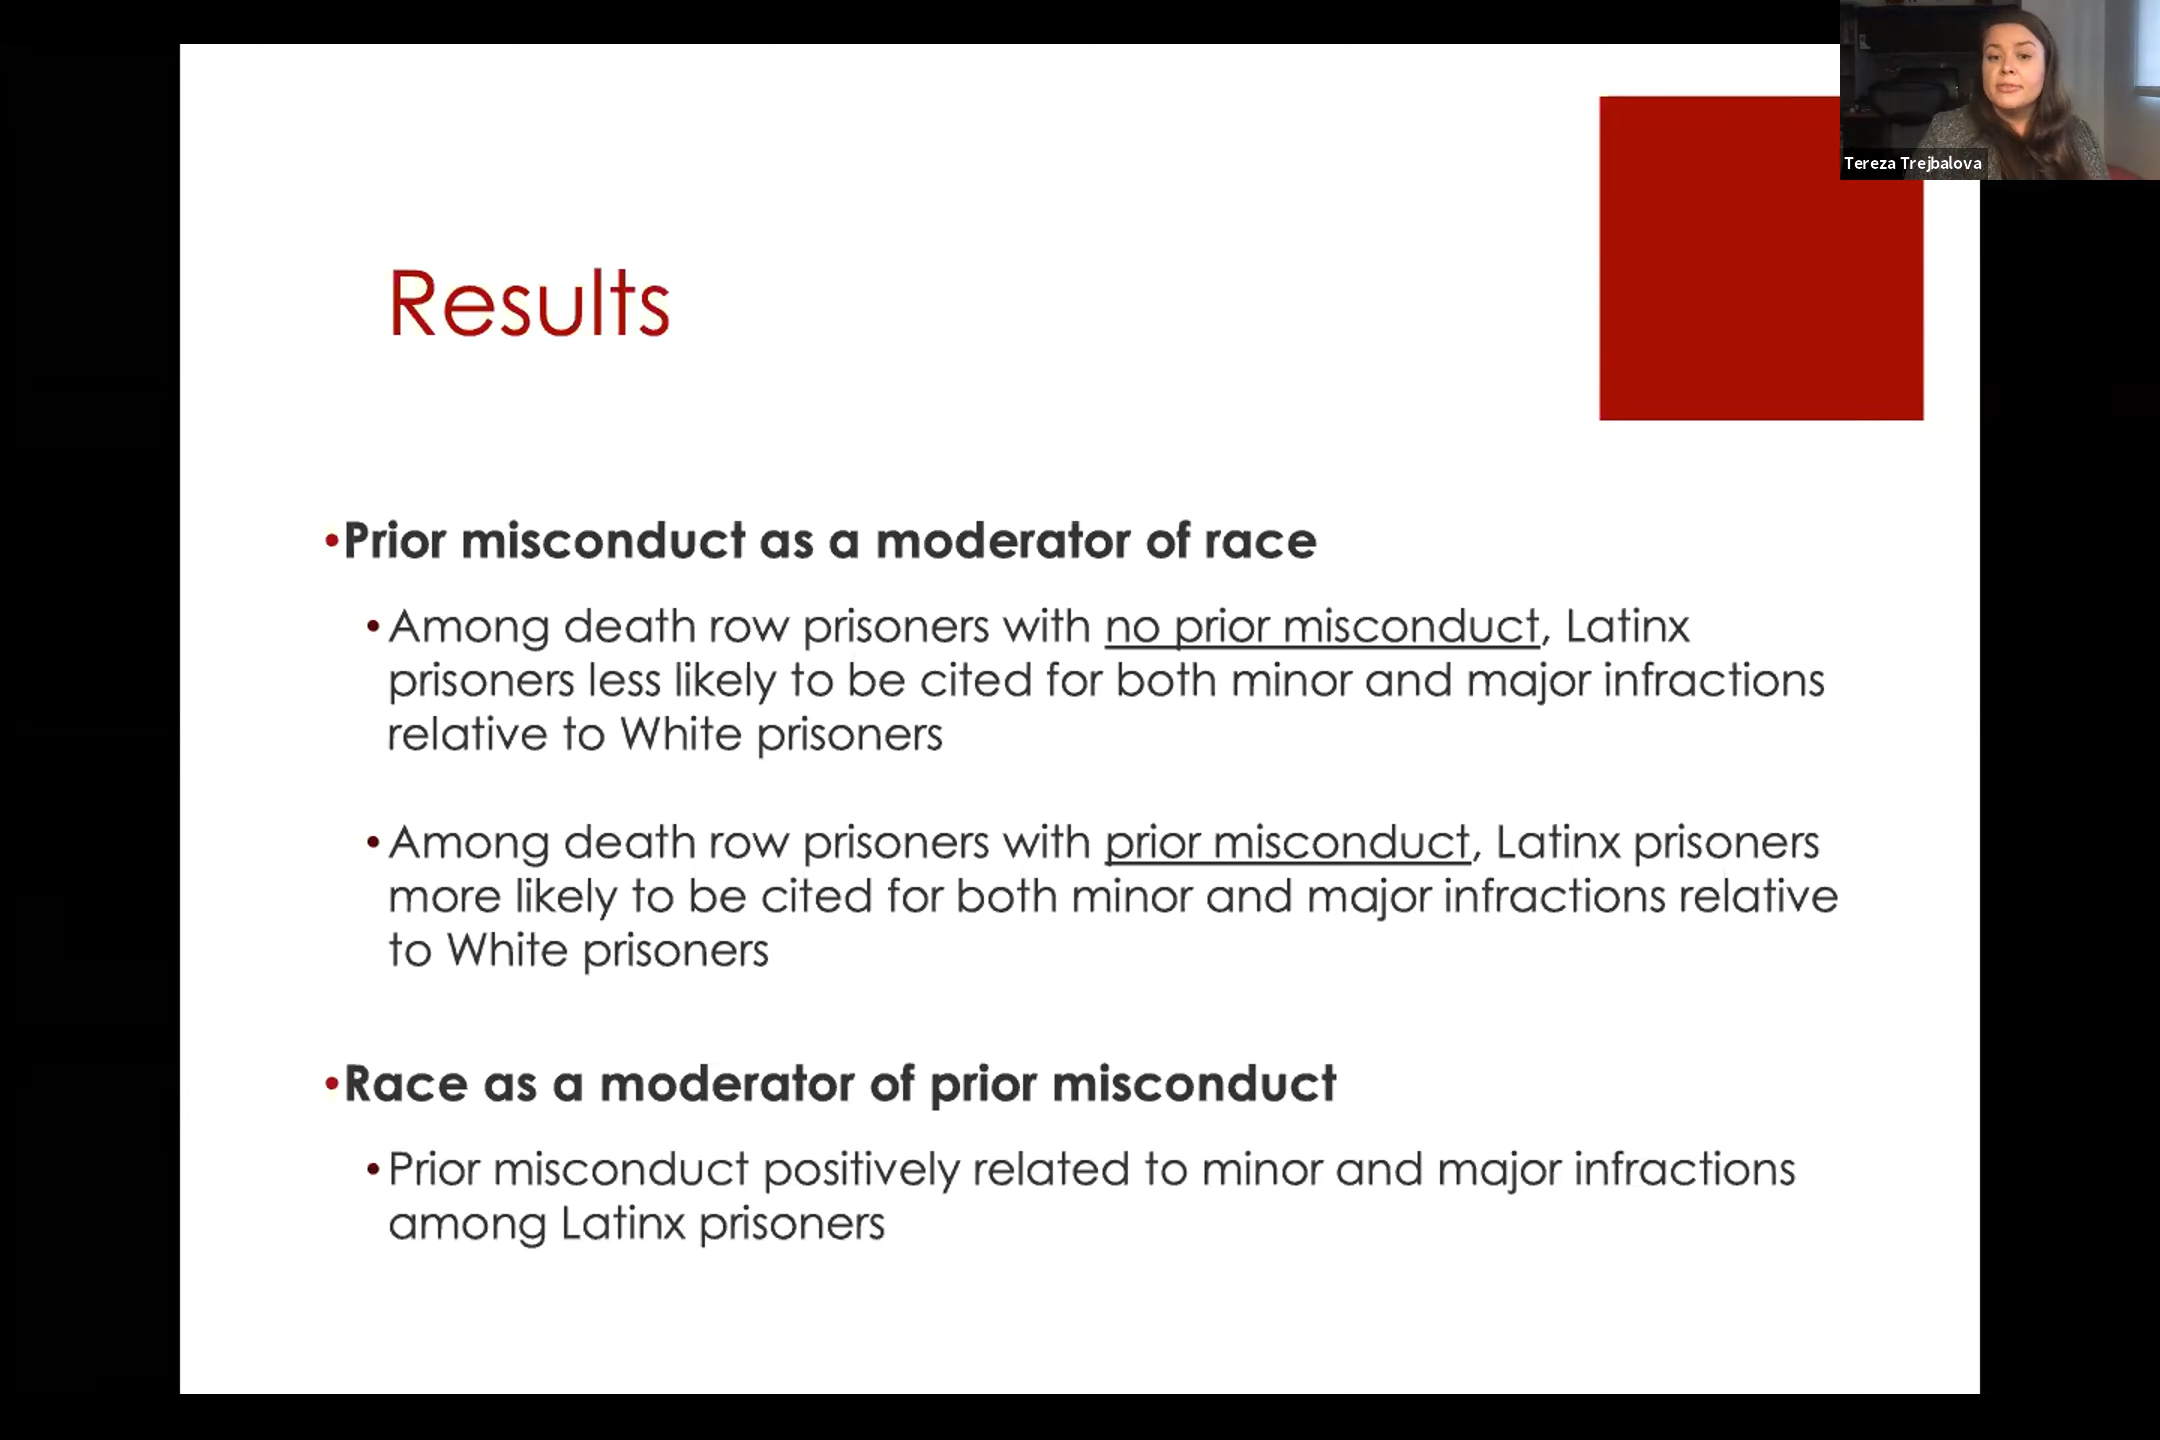 Tereza Trejbalova
Results
•Prior misconduct as a moderator of race
•Among death row prisoners with no prior misconduct, Latinx
prisoners less likely to be cited for both minor and major infractions
relative to White prisoners
•Among death row prisoners with prior misconduct, Latinx prisoners
more likely to be cited for both minor and major infractions relative
to White prisoners
•Race as a moderator of prior misconduct
•Prior misconduct positively related to minor and major infractions
among Latinx prisoners